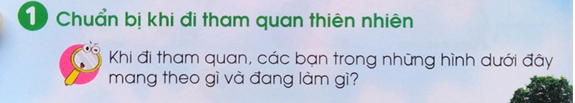 1 Chuẩn bị khi đi tham quan thiên nhiên
Khi đi tham quan, các bạn trong những hình dưới đây
mang theo gì và đang làm gì?